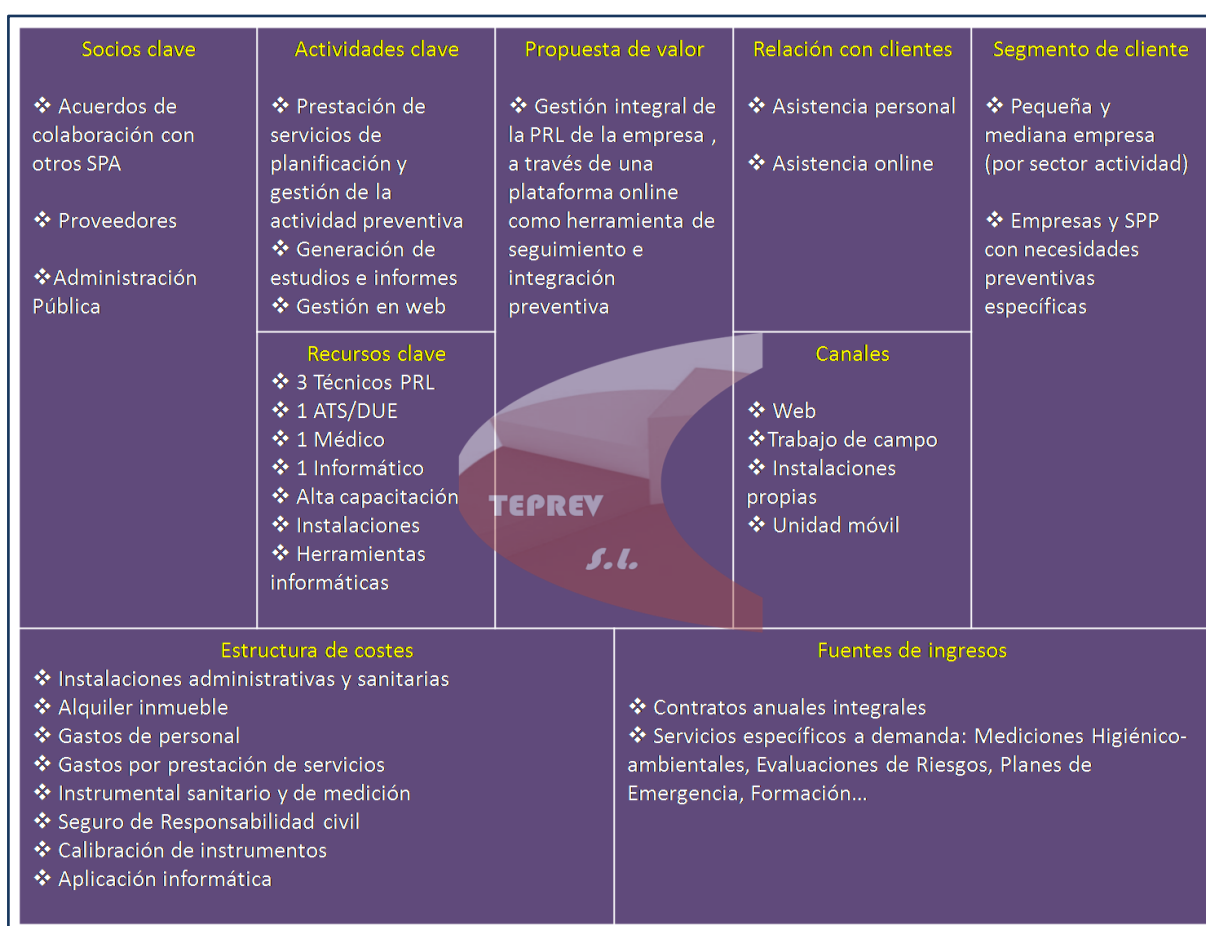 Socios clave
❖ Acuerdos de
colaboración con
otros SPA
❖ Proveedores
❖Administración
Pública
Actividades clave
❖ Prestación de
servicios de
planificación y
gestión de la
actividad preventiva
❖ Generación de
estudios e informes
❖ Gestión en web
Recursos clave
❖ 3 Técnicos PRL
❖ 1 ATS/DUE
❖ 1 Médico
❖ 1 Informático
❖ Alta capacitación
❖ Instalaciones
❖ Herramientas
informáticas
Propuesta de valor
❖ Gestión integral de
la PRL de la empresa ,
a través de una
plataforma online
como herramienta de
seguimiento e
integración
preventiva
TEPREV
S.L.
Relación con clientes
❖ Asistencia personal
❖ Asistencia online
Canales
❖ Web
❖Trabajo de campo
❖ Instalaciones
propias
❖ Unidad móvil
Segmento de cliente
❖ Pequeña y
mediana empresa
(por sector actividad)
❖ Empresas y SPP
con necesidades
preventivas
específicas
Estructura de costes
❖ Instalaciones administrativas y sanitarias
❖ Alquiler inmueble
❖ Gastos de personal
❖ Gastos por prestación de servicios
❖ Instrumental sanitario y de medición
❖ Seguro de Responsabilidad civil
❖ Calibración de instrumentos
❖ Aplicación informática
Fuentes de ingresos
❖ Contratos anuales integrales
❖ Servicios específicos a demanda: Mediciones Higiénico-
ambientales, Evaluaciones de Riesgos, Planes de
Emergencia, Formación…